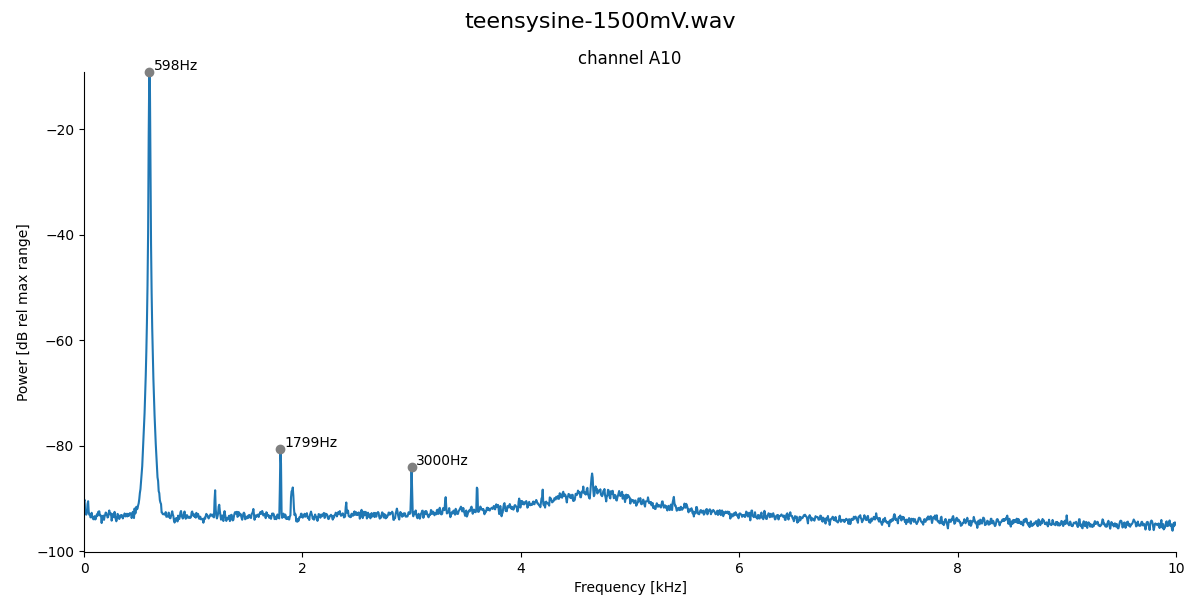 teensysine-1500mV.wav
channel A10
598Hz
1799Hz
3000Hz
Power [dB rel max range]
−20
−40
−60
−80
−100
0 2 4 6 8 10
Frequency [kHz]